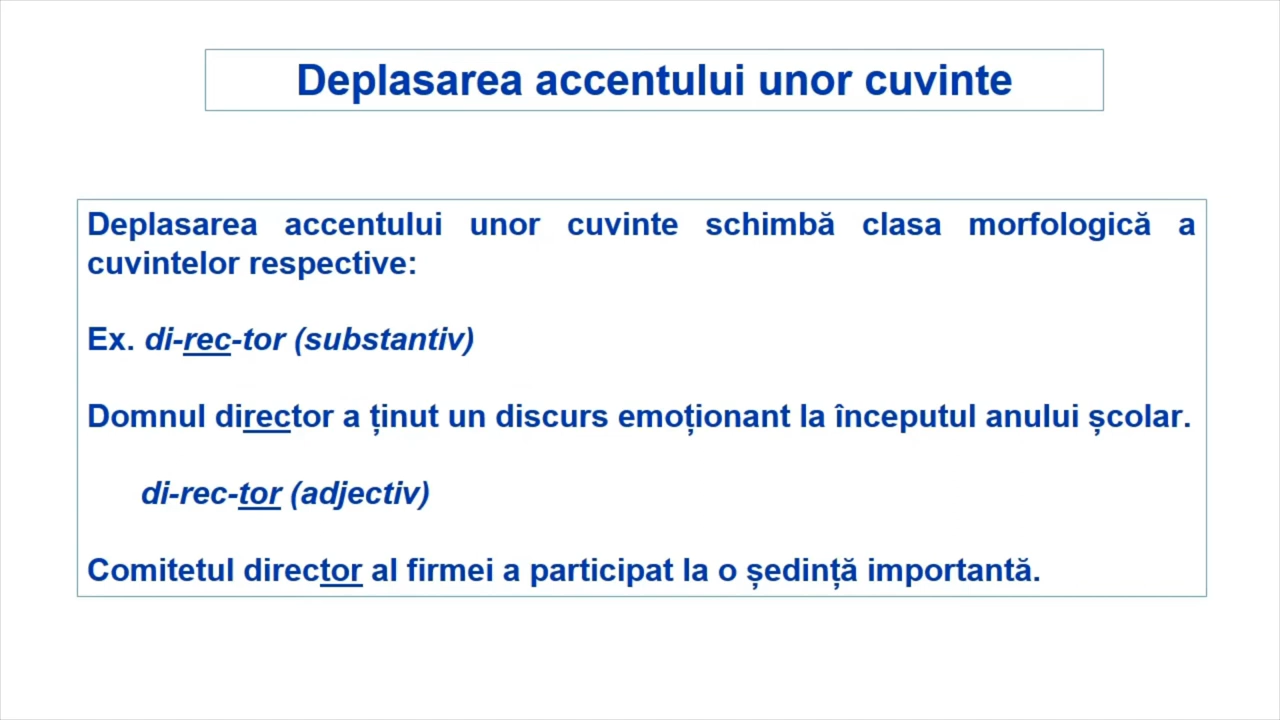 Deplasarea accentului unor cuvinte
Deplasarea accentului unor cuvinte schimbă clasa morfologică a
cuvintelor respective:
Ex. di-rec-tor (substantiv)
Domnul director a ținut un discurs emoționant la începutul anului școlar.
di-rec-tor (adjectiv)
Comitetul director al firmei a participat la o ședință importantă.